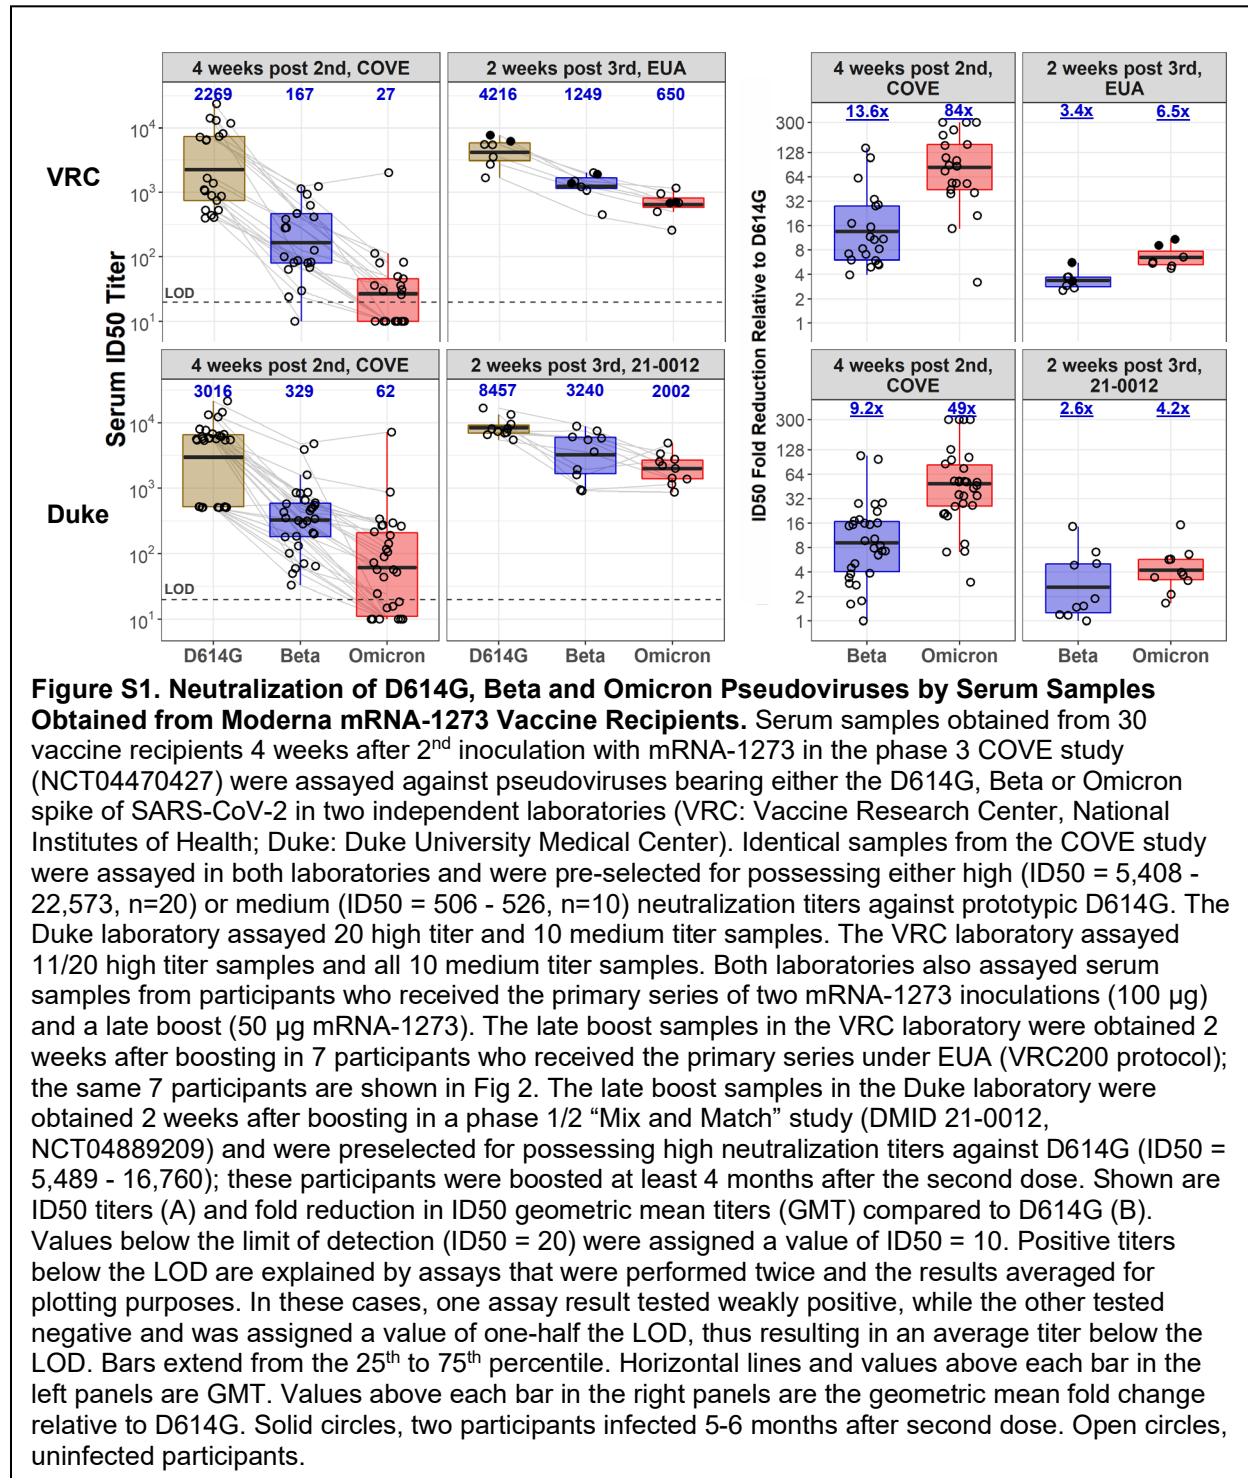 4 weeks post 2nd, COVE
2 weeks post 3rd, EUA
2269 167 27
4216 1249 650
VRC
Serum ID50 Titer
10⁴
10³
10²
LOD
10¹
4 weeks post 2nd, COVE
2 weeks post 3rd, 21-0012
3016 329 62
8457 3240 2002
Duke
10⁴
10³
10²
LOD
10¹
D614G Beta Omicron
Beta Omicron
4 weeks post 2nd,
COVE
2 weeks post 3rd,
EUA
13.6x 84x
3.4x 6.5x
ID50 Fold Reduction Relative to D614G
300
128
64
32
16
8
4
2
1
4 weeks post 2nd,
COVE
2 weeks post 3rd,
21-0012
9.2x 49x
2.6x 4.2x
300
128
64
32
16
8
4
2
1
Beta Omicron
Beta Omicron
D614G
Figure S1. Neutralization of D614G, Beta and Omicron Pseudoviruses by Serum Samples
Obtained from Moderna mRNA-1273 Vaccine Recipients. Serum samples obtained from 30
vaccine recipients 4 weeks after 2nd inoculation with mRNA-1273 in the phase 3 COVE study
(NCT04470427) were assayed against pseudoviruses bearing either the D614G, Beta or Omicron
spike of SARS-CoV-2 in two independent laboratories (VRC: Vaccine Research Center, National
Institutes of Health; Duke: Duke University Medical Center). Identical samples from the COVE study
were assayed in both laboratories and were pre-selected for possessing either high (ID50 = 5,408 -
22,573, n=20) or medium (ID50 = 506 - 526, n=10) neutralization titers against prototypic D614G. The
Duke laboratory assayed 20 high titer and 10 medium titer samples. The VRC laboratory assayed
11/20 high titer samples and all 10 medium titer samples. Both laboratories also assayed serum
samples from participants who received the primary series of two mRNA-1273 inoculations (100 µg)
and a late boost (50 µg mRNA-1273). The late boost samples in the VRC laboratory were obtained 2
weeks after boosting in 7 participants who received the primary series under EUA (VRC200 protocol);
the same 7 participants are shown in Fig 2. The late boost samples in the Duke laboratory were
obtained 2 weeks after boosting in a phase 1/2 “Mix and Match” study (DMID 21-0012,
NCT04889209) and were preselected for possessing high neutralization titers against D614G (ID50 =
5,489 - 16,760); these participants were boosted at least 4 months after the second dose. Shown are
ID50 titers (A) and fold reduction in ID50 geometric mean titers (GMT) compared to D614G (B).
Values below the limit of detection (ID50 = 20) were assigned a value of ID50 = 10. Positive titers
below the LOD are explained by assays that were performed twice and the results averaged for
plotting purposes. In these cases, one assay result tested weakly positive, while the other tested
negative and was assigned a value of one-half the LOD, thus resulting in an average titer below the
LOD. Bars extend from the 25th to 75th percentile. Horizontal lines and values above each bar in the
left panels are GMT. Values above each bar in the right panels are the geometric mean fold change
relative to D614G. Solid circles, two participants infected 5-6 months after second dose. Open circles,
uninfected participants.